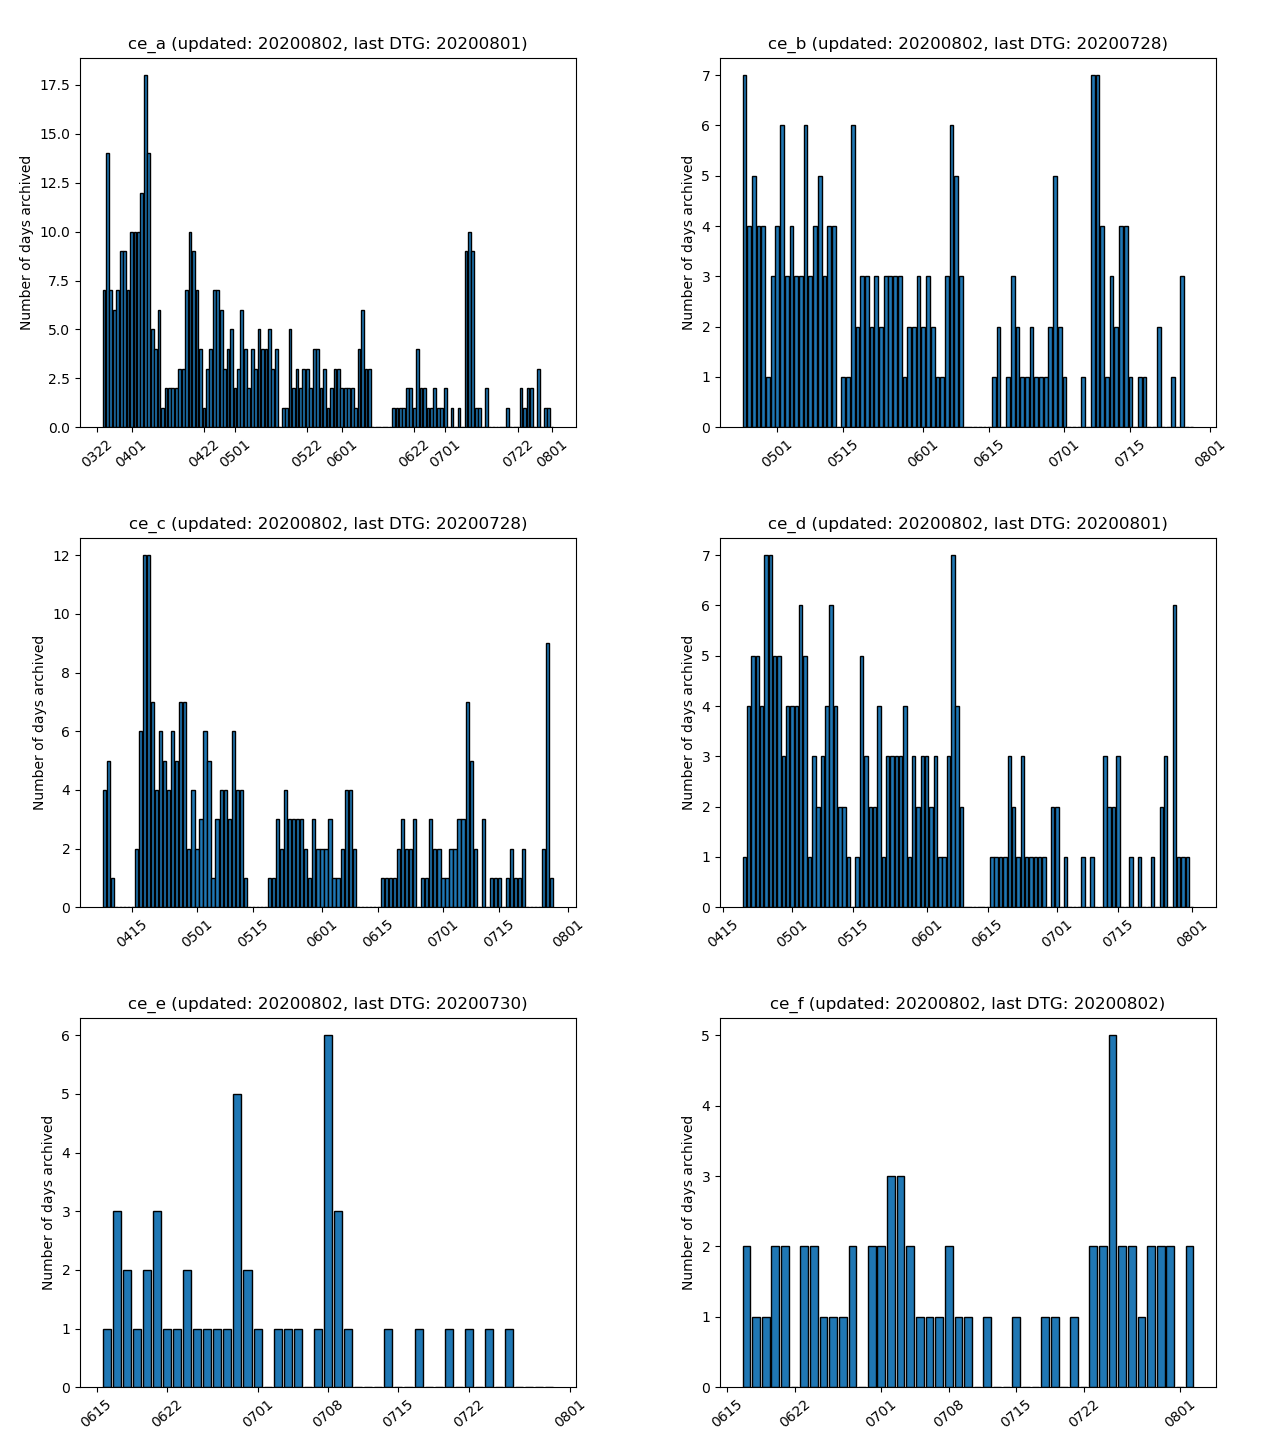 ce_a (updated: 20200802, last DTG: 20200801)
Number of days archived
17.5
15.0
12.5
10.0
7.5
5.0
2.5
0.0
0322 0401 0422 0501 0522 0601 0622 0701 0722 0801
ce_b (updated: 20200802, last DTG: 20200728)
Number of days archived
7
6
5
4
3
2
1
0
0501 0515 0601 0615 0701 0715 0801
ce_c (updated: 20200802, last DTG: 20200728)
Number of days archived
12
10
8
6
4
2
0
0415 0501 0515 0601 0615 0701 0715 0801
ce_d (updated: 20200802, last DTG: 20200801)
Number of days archived
7
6
5
4
3
2
1
0
0415 0501 0515 0601 0615 0701 0715 0801
ce_e (updated: 20200802, last DTG: 20200730)
Number of days archived
6
5
4
3
2
1
0
0615 0622 0701 0708 0715 0722 0801
ce_f (updated: 20200802, last DTG: 20200802)
Number of days archived
5
4
3
2
1
0
0615 0622 0701 0708 0715 0722 0801